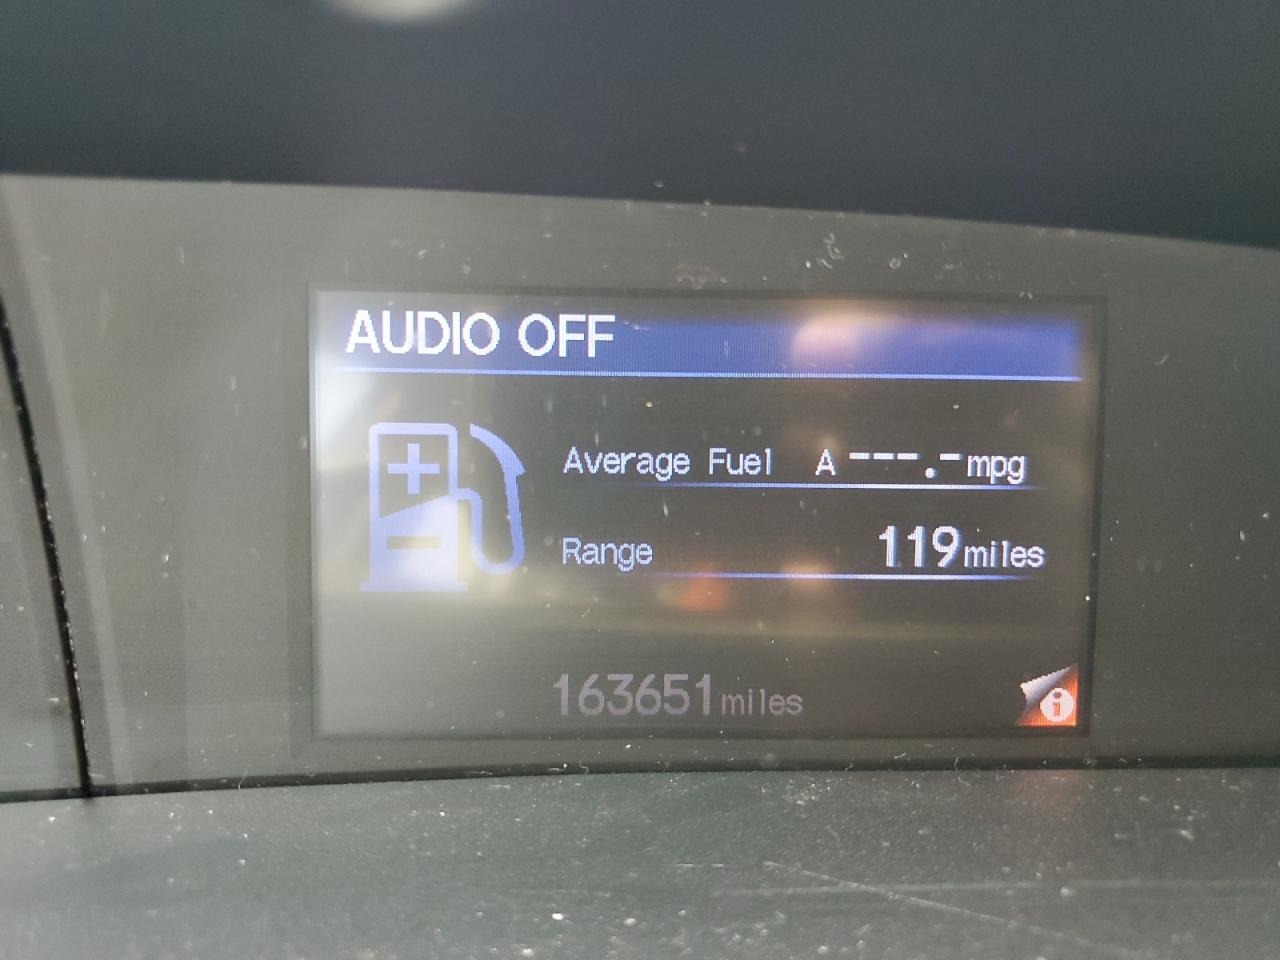 AUDIO OFF
Average Fuel A ---.- mpg
Range 119 miles
163651 miles
i